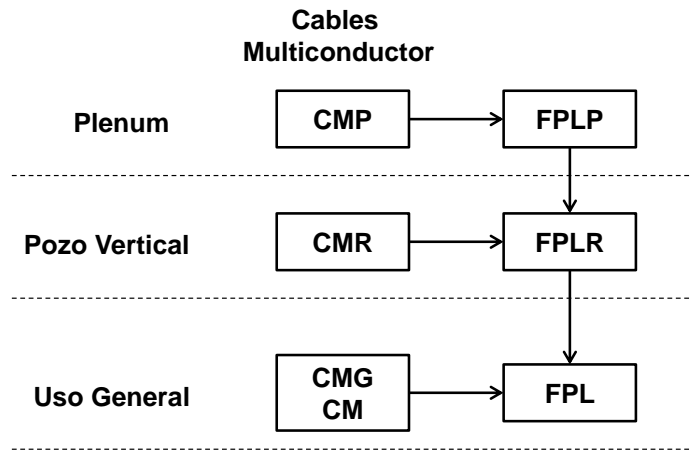 Cables
Multiconductor
Plenum
CMP
FPLP
Pozo Vertical
CMR
FPLR
Uso General
CMG
CM
FPL